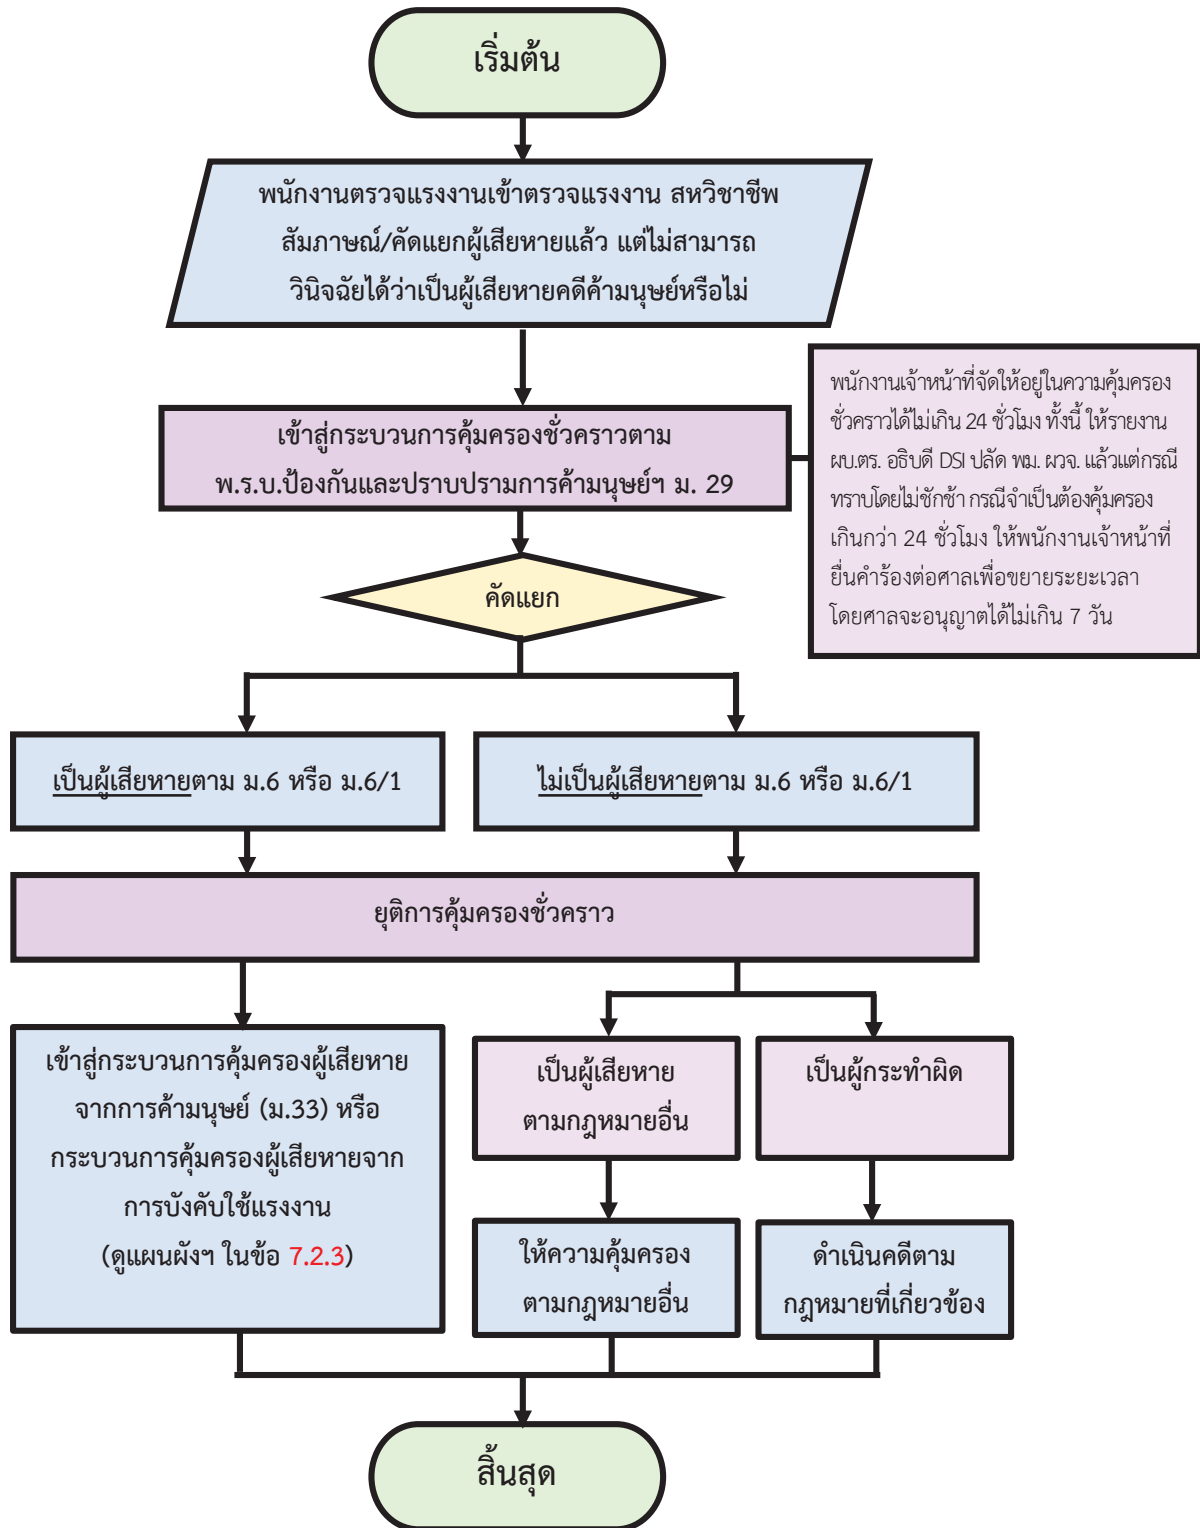 เริ่มต้น
พนักงานตรวจแรงงานเข้าตรวจแรงงาน สหวิชาชีพ
สัมภาษณ์/คัดแยกผู้เสียหายแล้ว แต่ไม่สามารถ
วินิจฉัยได้ว่าเป็นผู้เสียหายคดีค้ามนุษย์หรือไม่
เข้าสู่กระบวนการคุ้มครองชั่วคราวตาม
พ.ร.บ.ป้องกันและปราบปรามการค้ามนุษย์ฯ ม. 29
พนักงานเจ้าหน้าที่จัดให้อยู่ในความคุ้มครอง
ชั่วคราวได้ไม่เกิน 24 ชั่วโมง ทั้งนี้ ให้รายงาน
ผบ.ตร. อธิบดี DSI ปลัด พม. ผวจ. แล้วแต่กรณี
ทราบโดยไม่ชักช้า กรณีจำเป็นต้องคุ้มครอง
เกินกว่า 24 ชั่วโมง ให้พนักงานเจ้าหน้าที่
ยื่นคำร้องต่อศาลเพื่อขยายระยะเวลา
โดยศาลจะอนุญาตได้ไม่เกิน 7 วัน
คัดแยก
เป็นผู้เสียหายตาม ม.6 หรือ ม.6/1
ไม่เป็นผู้เสียหายตาม ม.6 หรือ ม.6/1
ยุติการคุ้มครองชั่วคราว
เข้าสู่กระบวนการคุ้มครองผู้เสียหาย
จากการค้ามนุษย์ (ม.33) หรือ
กระบวนการคุ้มครองผู้เสียหายจาก
การบังคับใช้แรงงาน
(ดูแผนผังฯ ในข้อ 7.2.3)
เป็นผู้เสียหาย
ตามกฎหมายอื่น
เป็นผู้กระทำผิด
ให้ความคุ้มครอง
ตามกฎหมายอื่น
ดำเนินคดีตาม
กฎหมายที่เกี่ยวข้อง
สิ้นสุด